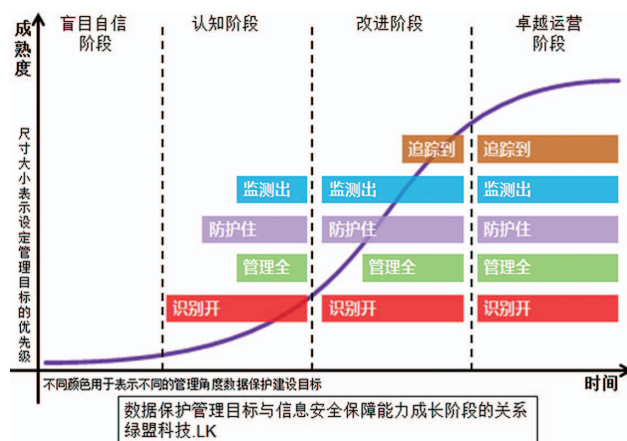 成熟度
盲目自信
阶段
认知阶段
改进阶段
卓越运营
阶段
尺寸大小表示设定管理目标的优先级
追踪到
追踪到
监测出
监测出
监测出
防护住
防护住
防护住
管理全
管理全
管理全
识别开
识别开
识别开
不同颜色用于表示不同的管理角度数据保护建设目标
时间
数据保护管理目标与信息安全保障能力成长阶段的关系
绿盟科技.LK